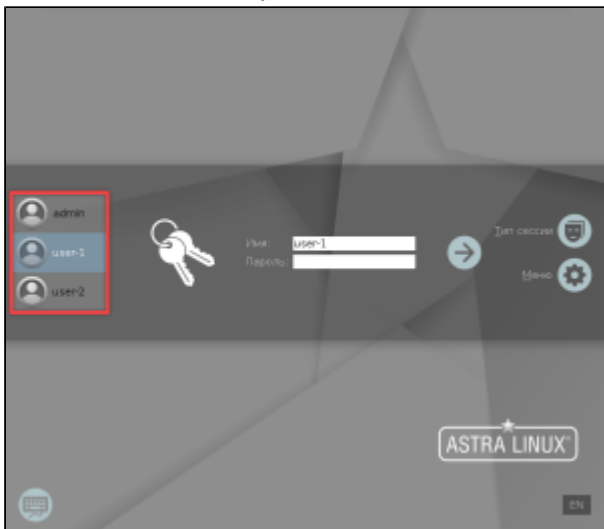 admin
user-1
user-2
Имя:
user-1
Пароль:
Тип сессии
Меню
ASTRA LINUX®
EN